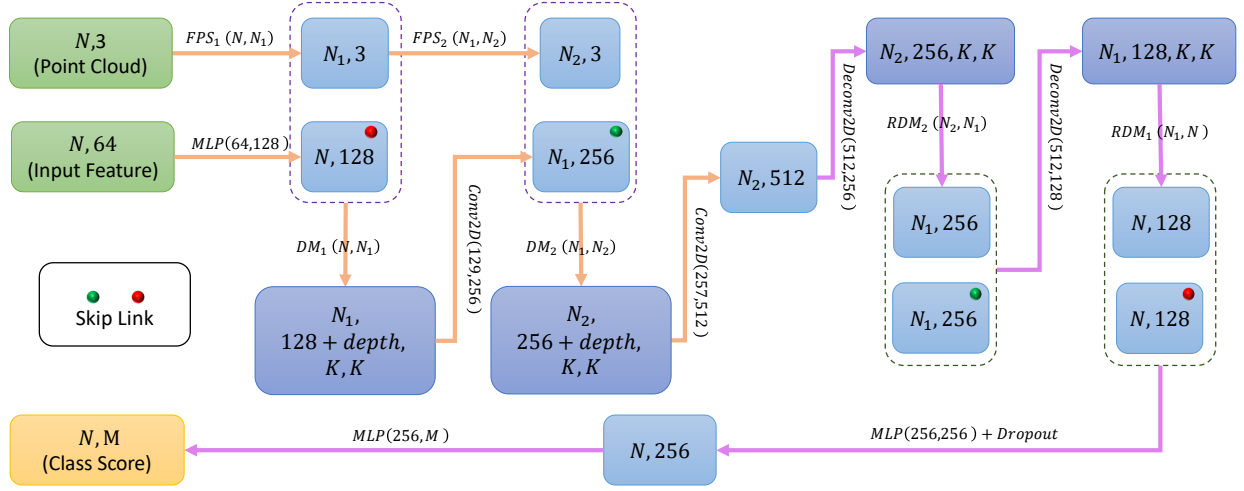 N,3
(Point Cloud)
FPS₁ (N, N₁)
N₁, 3
FPS₂ (N₁, N₂)
N₂, 3
N, 64
(Input Feature)
MLP(64,128)
N, 128
N₁, 256
DM₁ (N, N₁)
Conv2D(129,256)
DM₂ (N₁, N₂)
Conv2D(257,512)
N₁,
128 + depth,
K, K
N₂,
256 + depth,
K, K
N₂, 512
Deconv2D(512,256)
N₂, 256, K, K
RDM₂ (N₂, N₁)
N₁, 256
N₁, 256
Deconv2D(512,128)
N₁, 128, K, K
RDM₁ (N₁, N)
N, 128
N, 128
Skip Link
MLP(256,256) + Dropout
N, 256
MLP(256, M)
N, M
(Class Score)